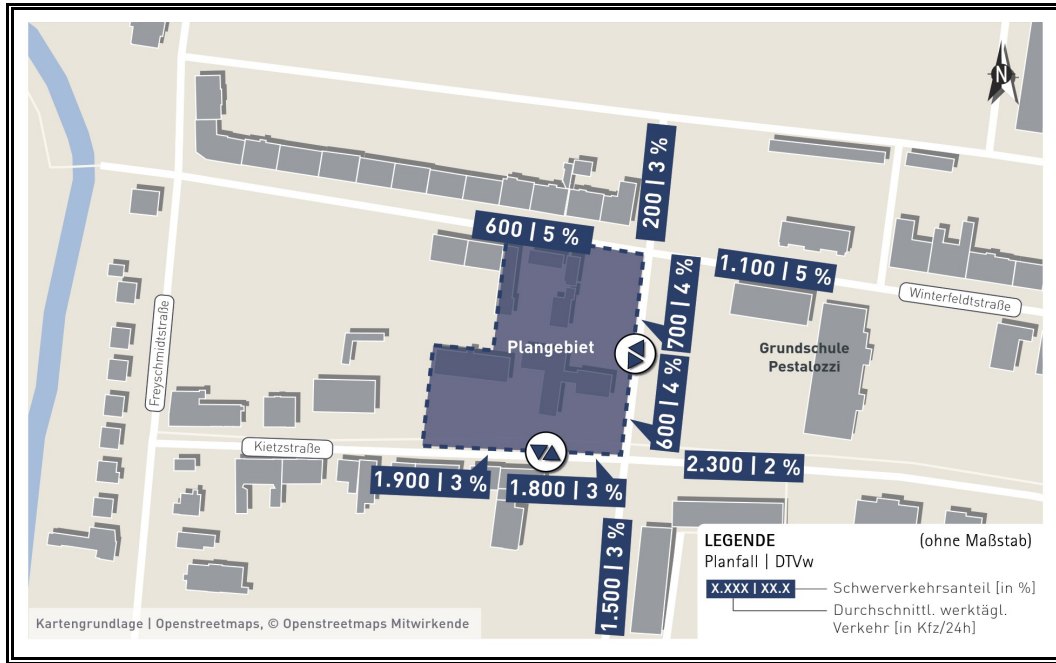 N
200 | 3 %
600 | 5 %
1.100 | 5 %
Winterfeldtstraße
700 | 4 %
Plangebiet
Grundschule
Pestalozzi
Freyschmidtstraße
600 | 4 %
Kietzstraße
2.300 | 2 %
1.900 | 3 %
1.800 | 3 %
1.500 | 3 %
LEGENDE (ohne Maßstab)
Planfall | DTVw
X.XXX | XX.X Schwerverkehrsanteil [in %]
Durchschnittl. werktägl.
Verkehr [in Kfz/24h]
Kartengrundlage | Openstreetmaps, © Openstreetmaps Mitwirkende